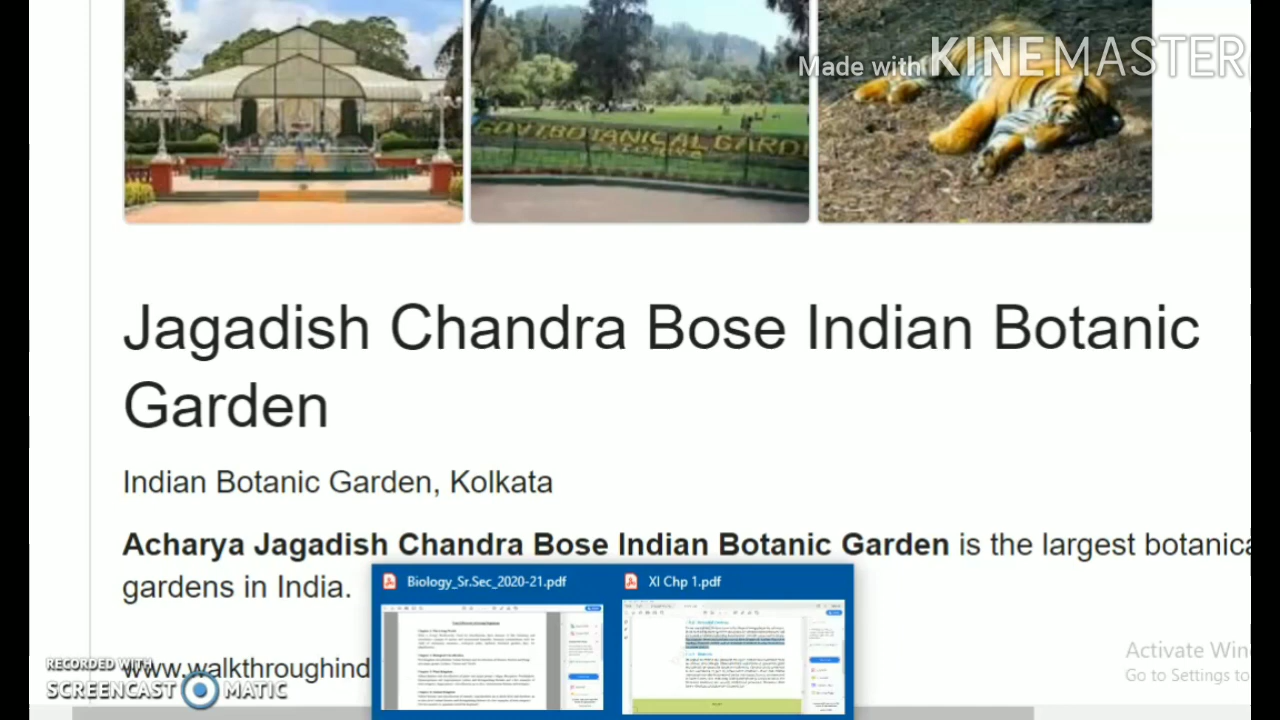 Made with KINEMASTER
GOVT BOTANICAL GARDE
Jagadish Chandra Bose Indian Botanic
Garden
Indian Botanic Garden, Kolkata
Acharya Jagadish Chandra Bose Indian Botanic Garden is the largest botanica
gardens in India.
Biology_Sr.Sec_2020-21.pdf XI Chp 1.pdf
www.walkthroughind
RECORDED WITH
SCREENCAST MATIC
Activate Win
Go to Settings to